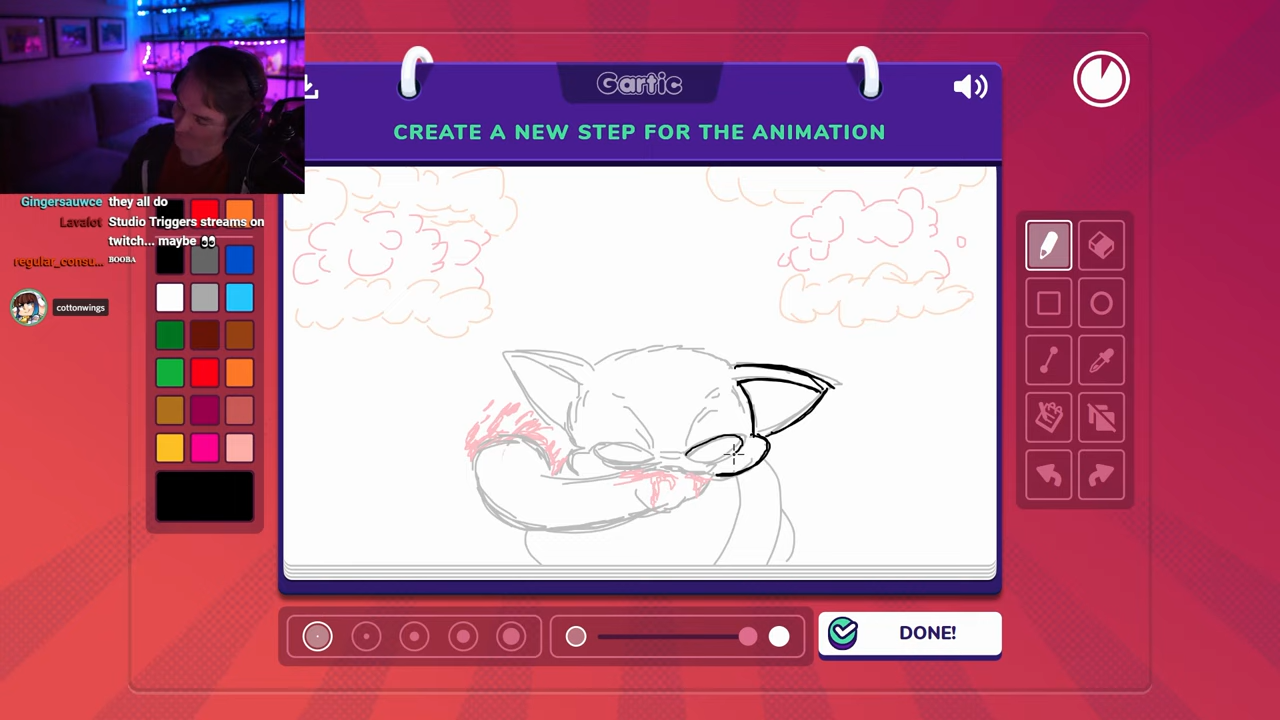 Gartic
CREATE A NEW STEP FOR THE ANIMATION
Gingersauwce they all do
Lavafot Studio Triggers streams on
twitch... maybe 👀
regular_consu... BOOBA
cottonwings
DONE!